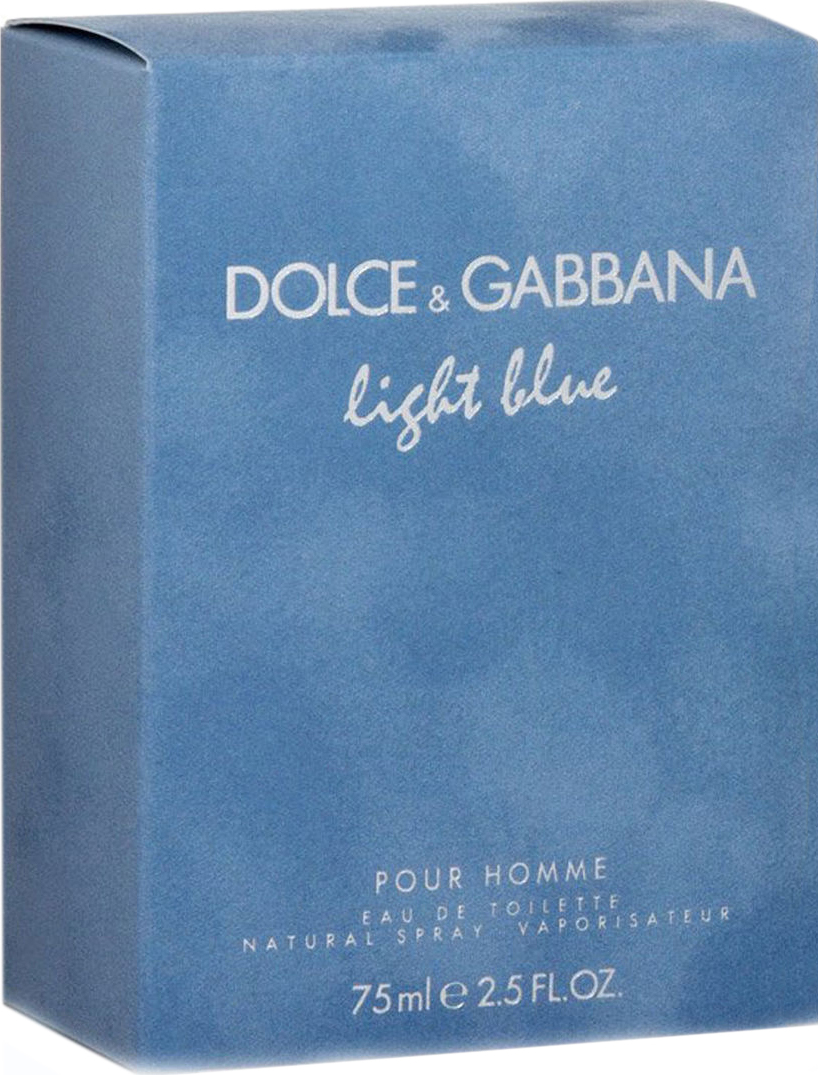 DOLCE & GABBANA
light blue
POUR HOMME
EAU DE TOILETTE
NATURAL SPRAY VAPORISATEUR
75ml e 2.5 FL.OZ.